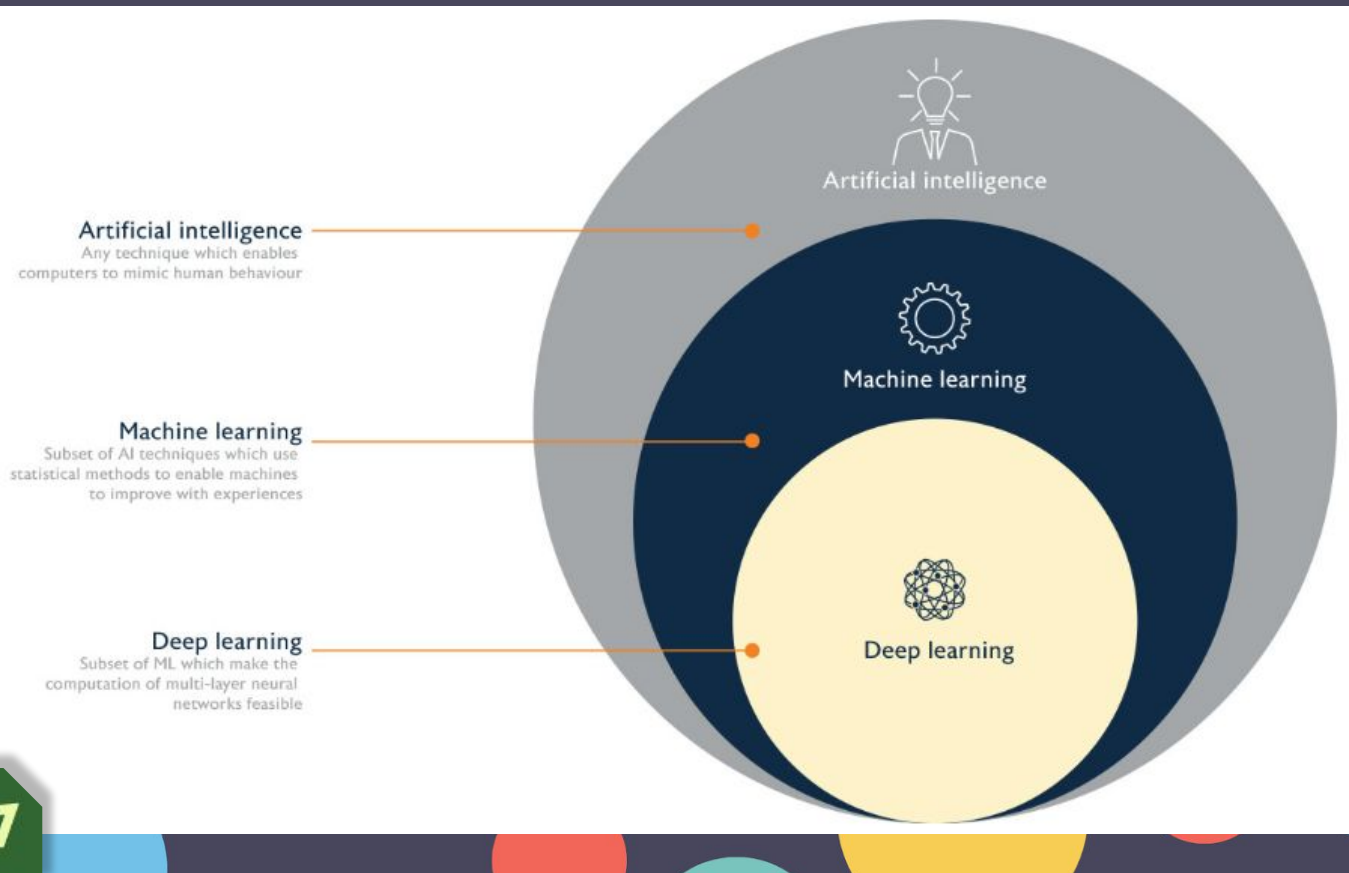 Artificial intelligence
Artificial intelligence
Any technique which enables
computers to mimic human behaviour
Machine learning
Machine learning
Subset of AI techniques which use
statistical methods to enable machines
to improve with experiences
Deep learning
Subset of ML which make the
computation of multi-layer neural
networks feasible
Deep learning